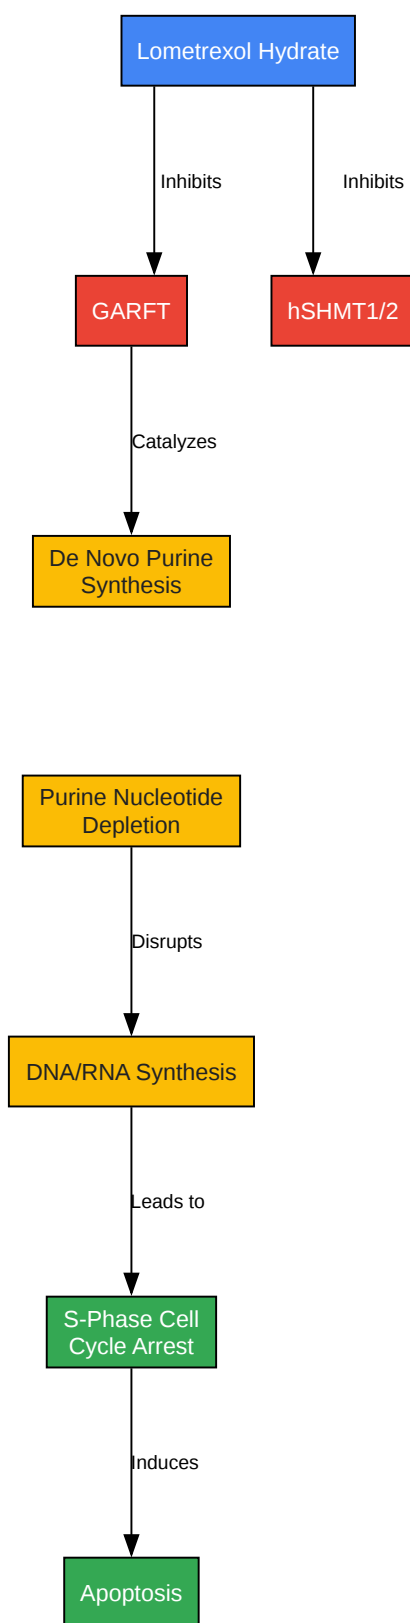 Lometrexol Hydrate
Inhibits
Inhibits
GARFT
hSHMT1/2
Catalyzes
De Novo Purine
Synthesis
Purine Nucleotide
Depletion
Disrupts
DNA/RNA Synthesis
Leads to
S-Phase Cell
Cycle Arrest
Induces
Apoptosis